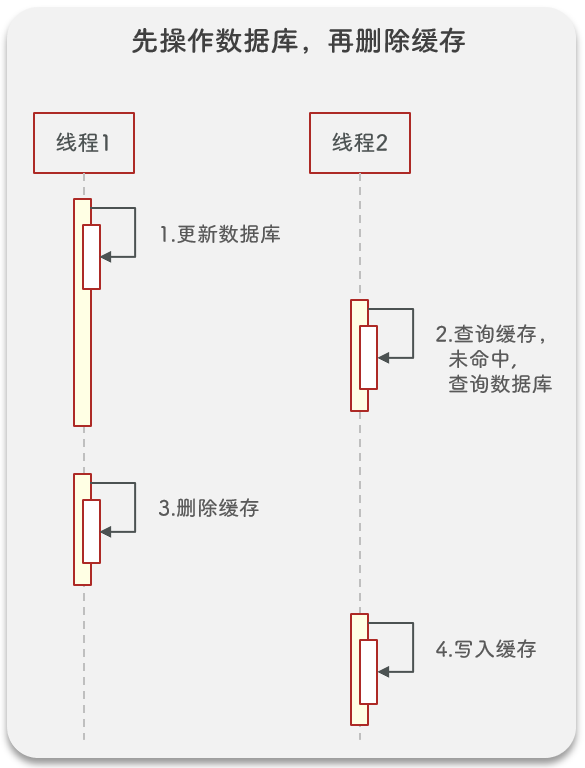 先操作数据库，再删除缓存
线程1
线程2
1.更新数据库
2.查询缓存，
未命中,
查询数据库
3.删除缓存
4.写入缓存